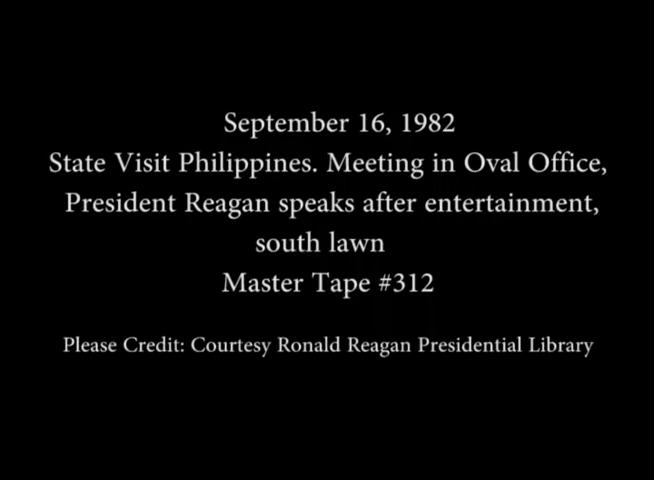 September 16, 1982
State Visit Philippines. Meeting in Oval Office,
President Reagan speaks after entertainment,
south lawn
Master Tape #312
Please Credit: Courtesy Ronald Reagan Presidential Library